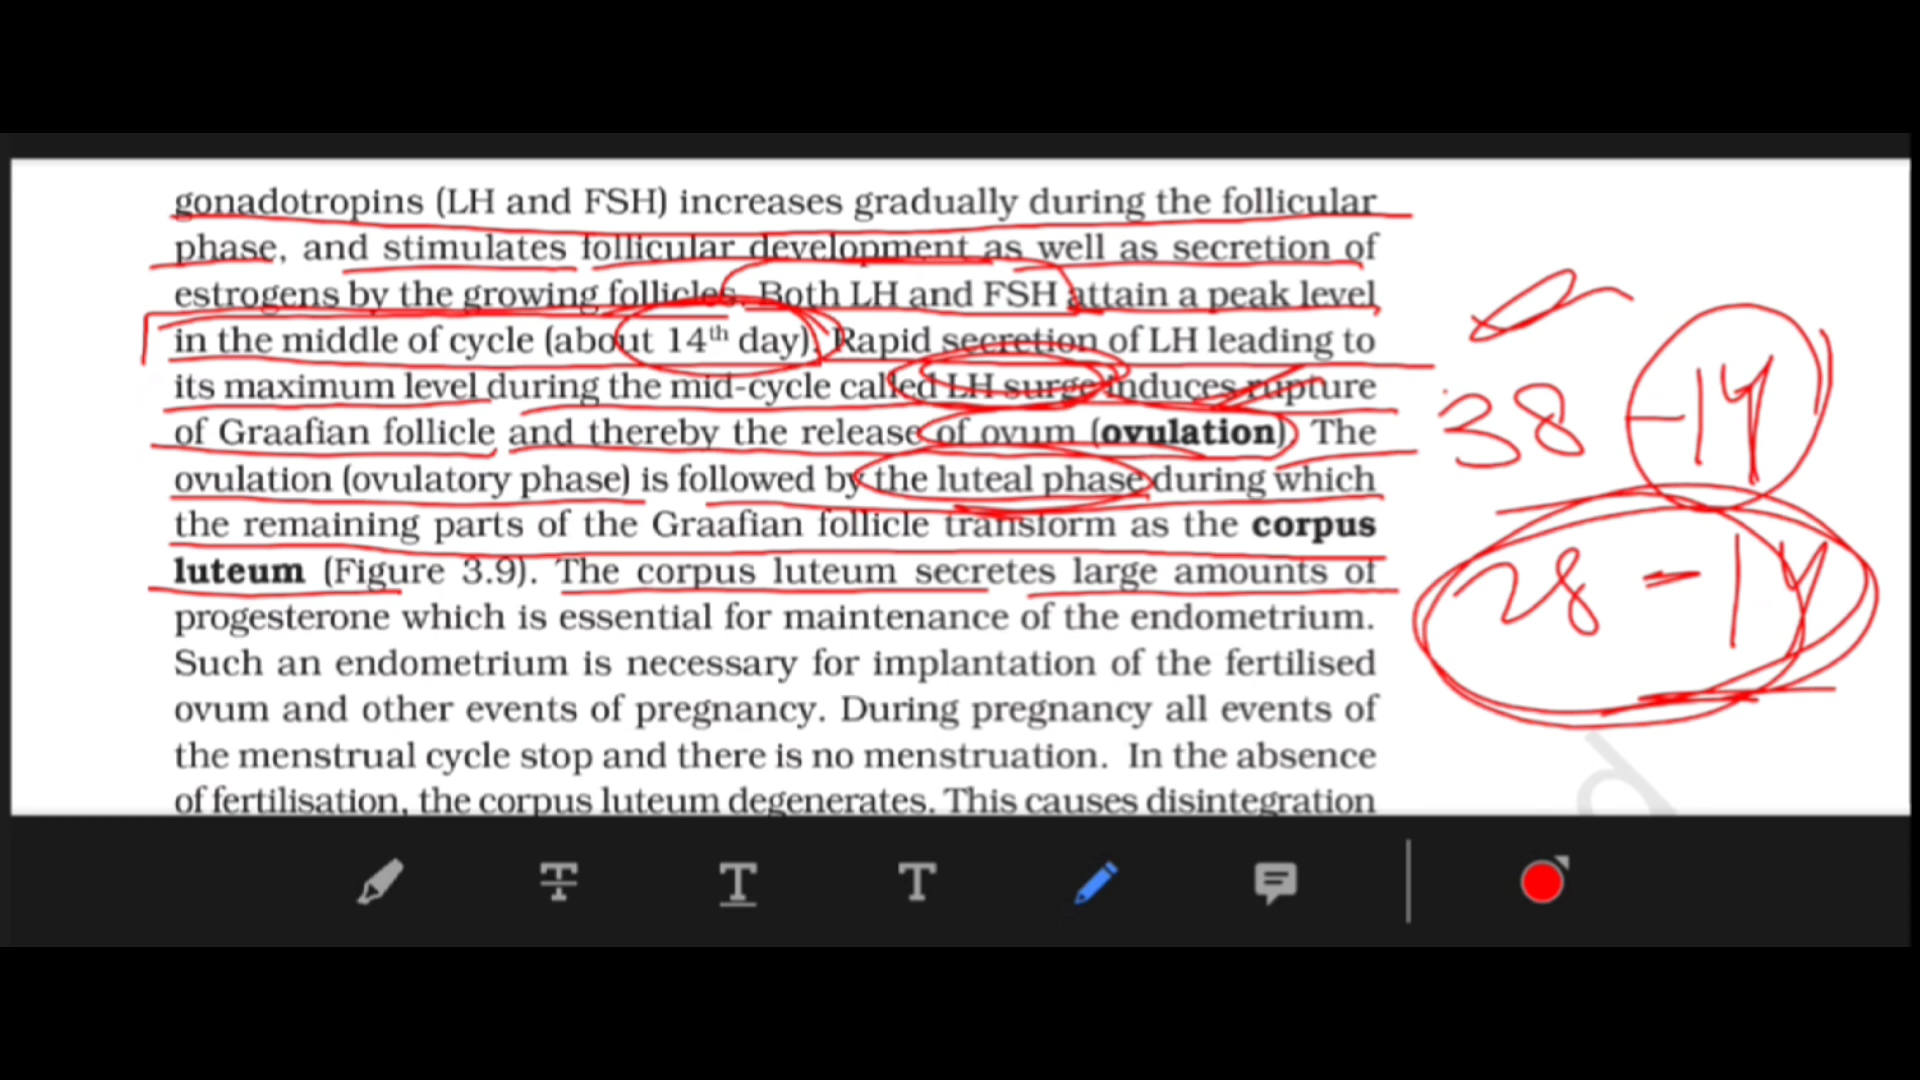 gonadotropins (LH and FSH) increases gradually during the follicular
phase, and stimulates follicular development as well as secretion of
estrogens by the growing follicles. Both LH and FSH attain a peak level
in the middle of cycle (about 14th day). Rapid secretion of LH leading to
its maximum level during the mid-cycle called LH surge induces rupture
of Graafian follicle and thereby the release of ovum (ovulation). The
ovulation (ovulatory phase) is followed by the luteal phase during which
the remaining parts of the Graafian follicle transform as the corpus
luteum (Figure 3.9). The corpus luteum secretes large amounts of
progesterone which is essential for maintenance of the endometrium.
Such an endometrium is necessary for implantation of the fertilised
ovum and other events of pregnancy. During pregnancy all events of
the menstrual cycle stop and there is no menstruation. In the absence
of fertilisation, the corpus luteum degenerates. This causes disintegration
38 - 14
28 - 14